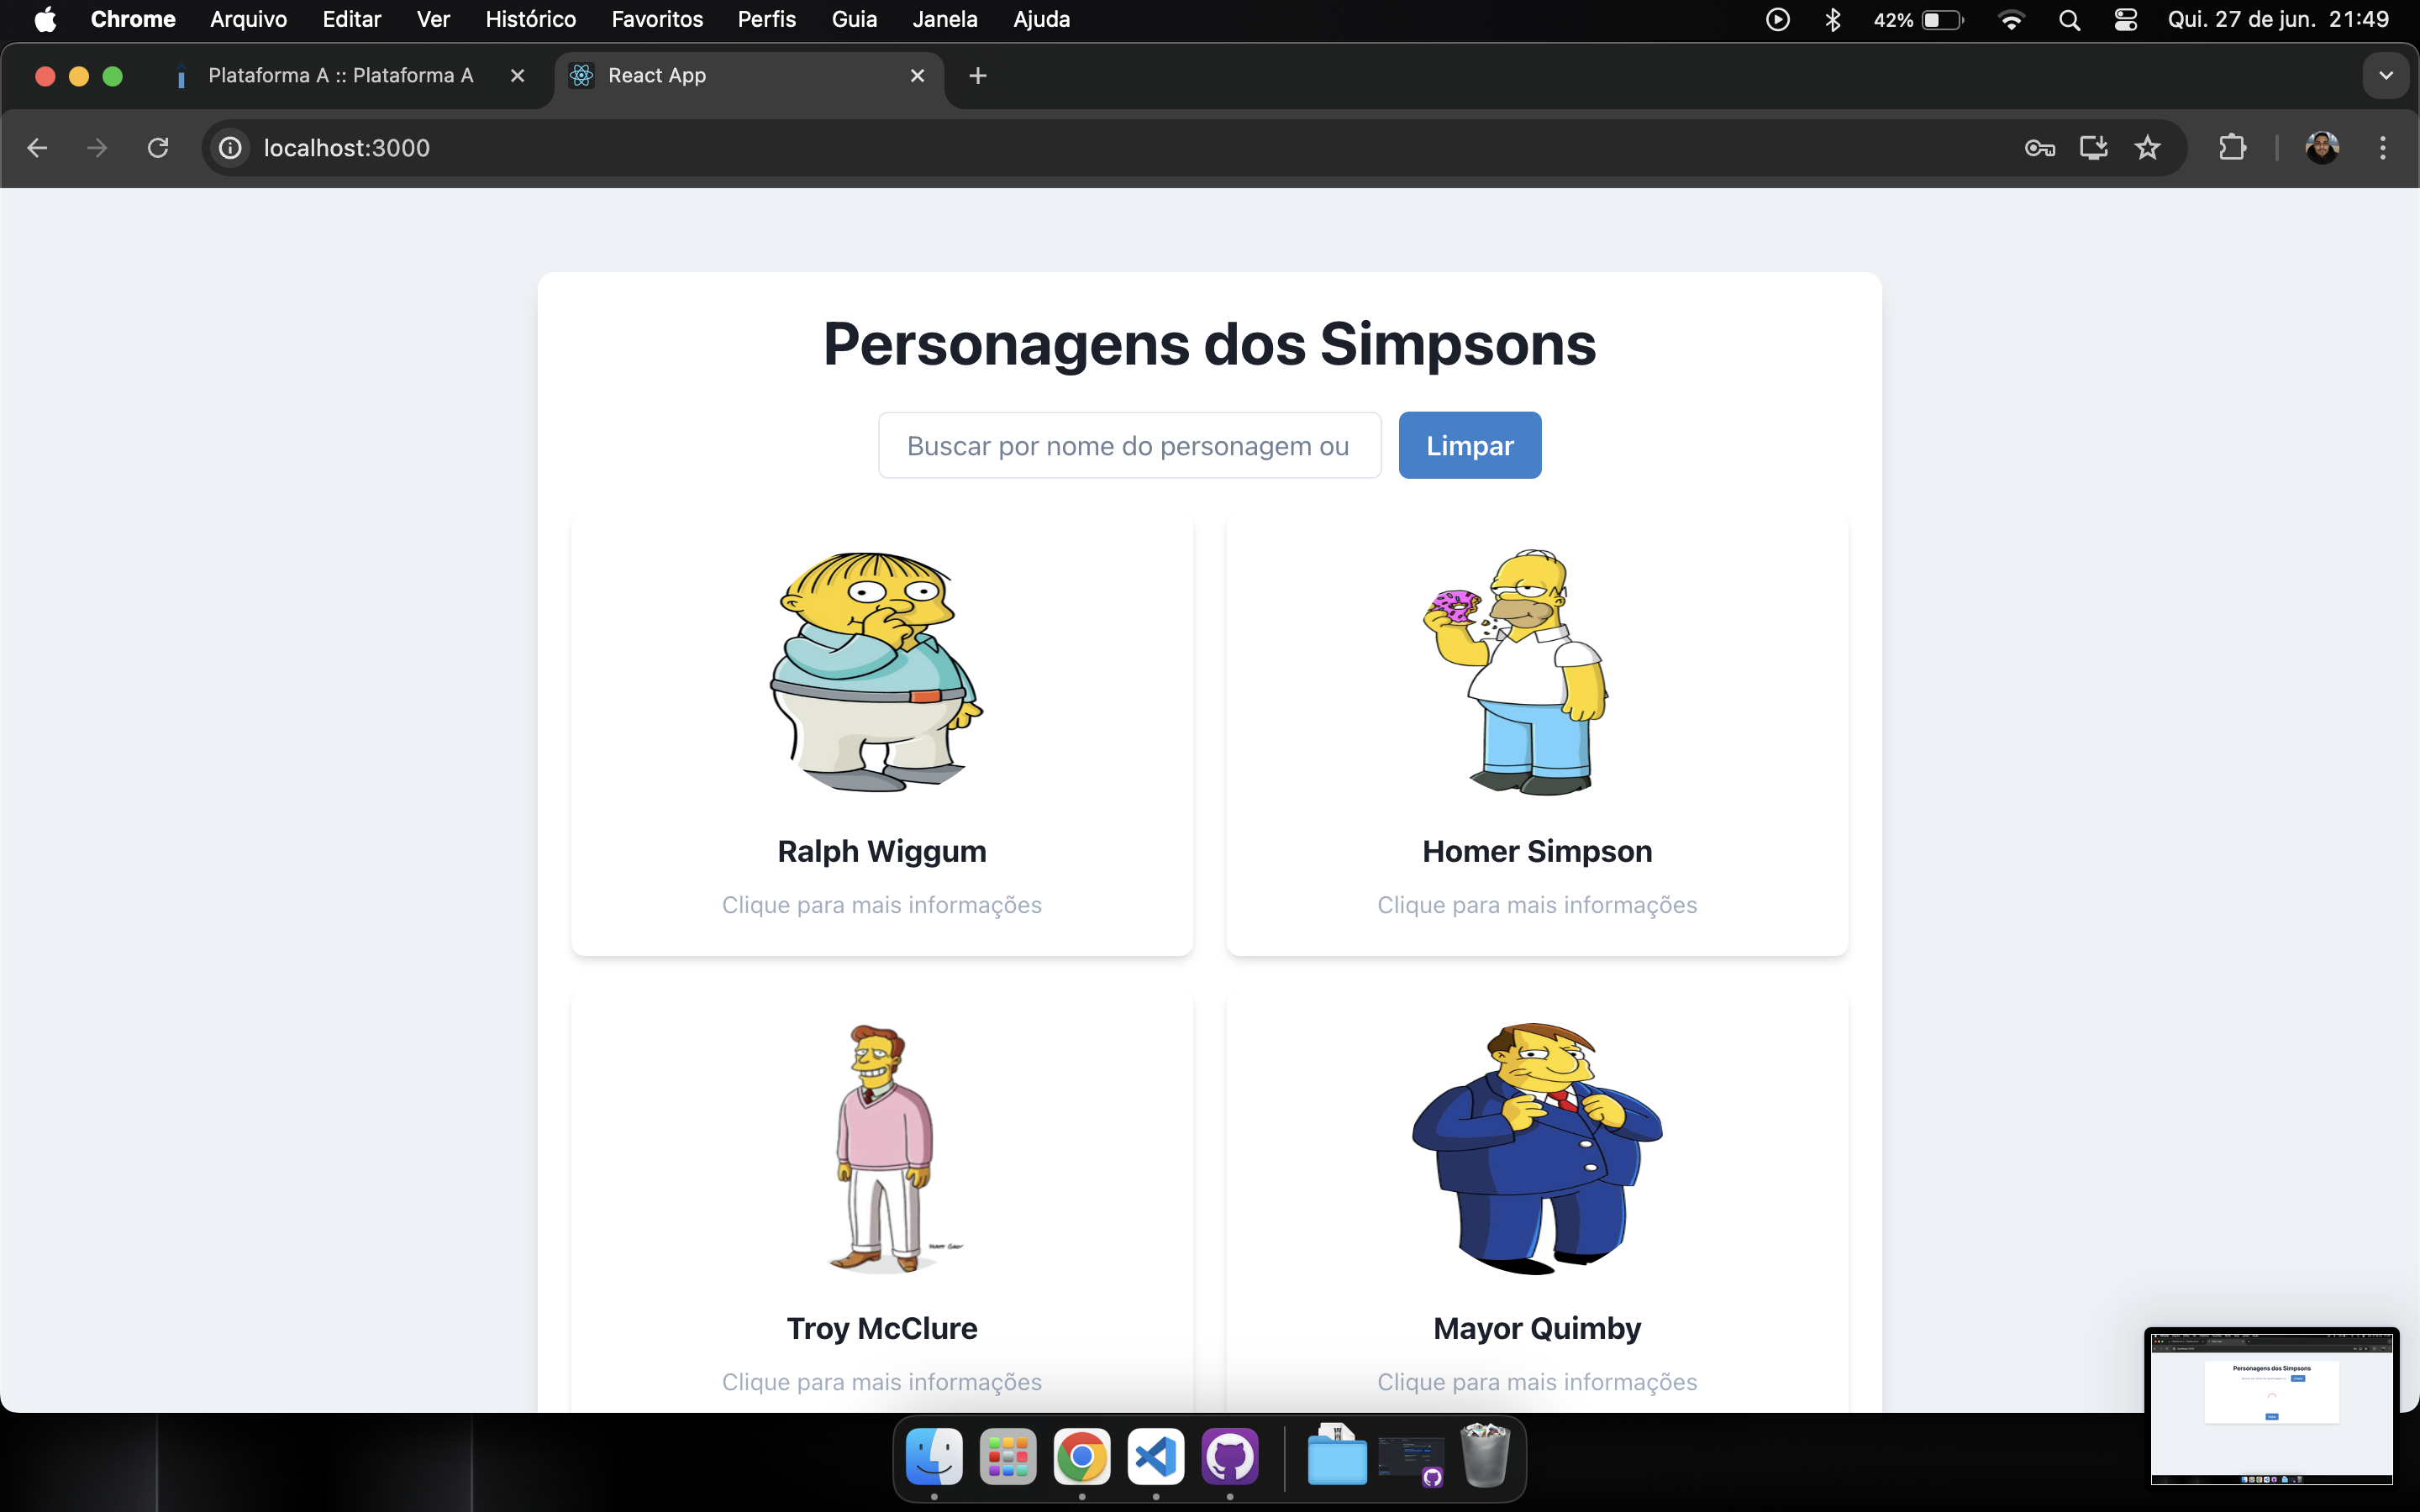 Chrome Arquivo Editar Ver Histórico Favoritos Perfis Guia Janela Ajuda 42% Qui. 27 de jun. 21:49
Plataforma A :: Plataforma A React App
localhost:3000
Personagens dos Simpsons
Buscar por nome do personagem ou Limpar
Ralph Wiggum Homer Simpson
Clique para mais informações Clique para mais informações
Troy McClure Mayor Quimby
Clique para mais informações Clique para mais informações
Personagens dos Simpsons